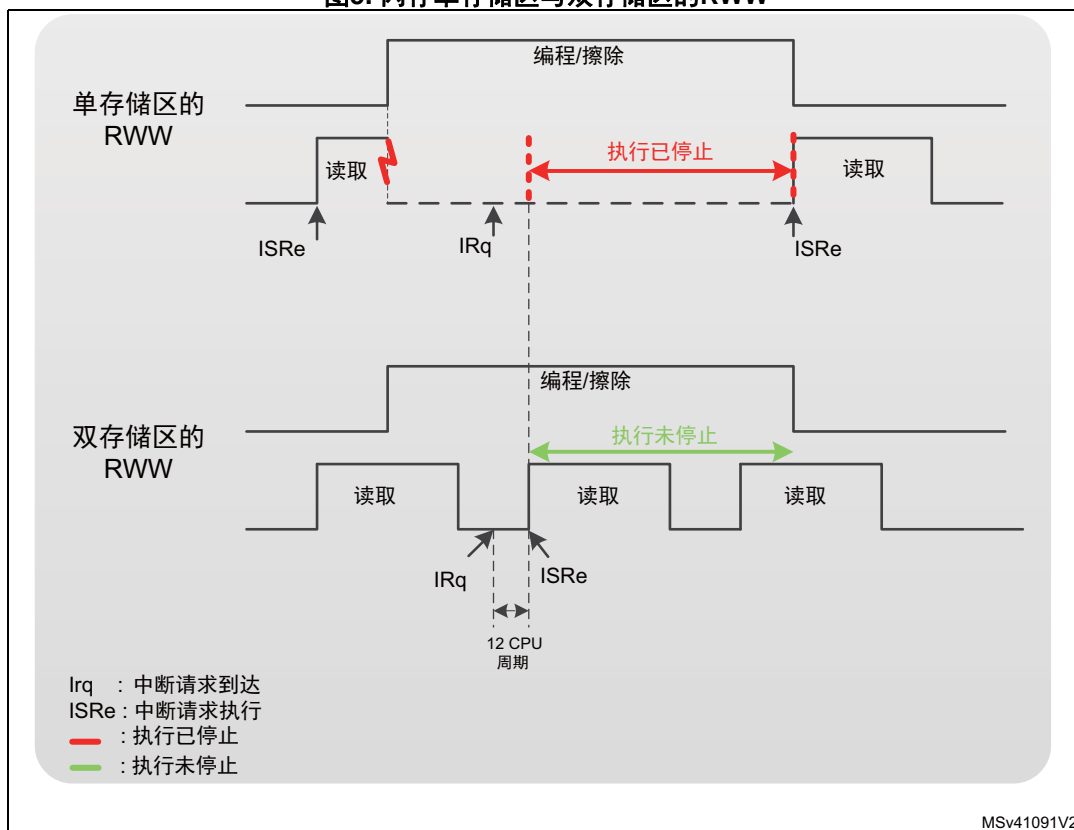 编程/擦除
单存储区的
RWW
执行已停止
读取
读取
ISRe
IRq
ISRe
编程/擦除
双存储区的
RWW
执行未停止
读取
读取
读取
IRq
ISRe
12 CPU
周期
Irq : 中断请求到达
ISRe : 中断请求执行
: 执行已停止
: 执行未停止
MSv41091V2